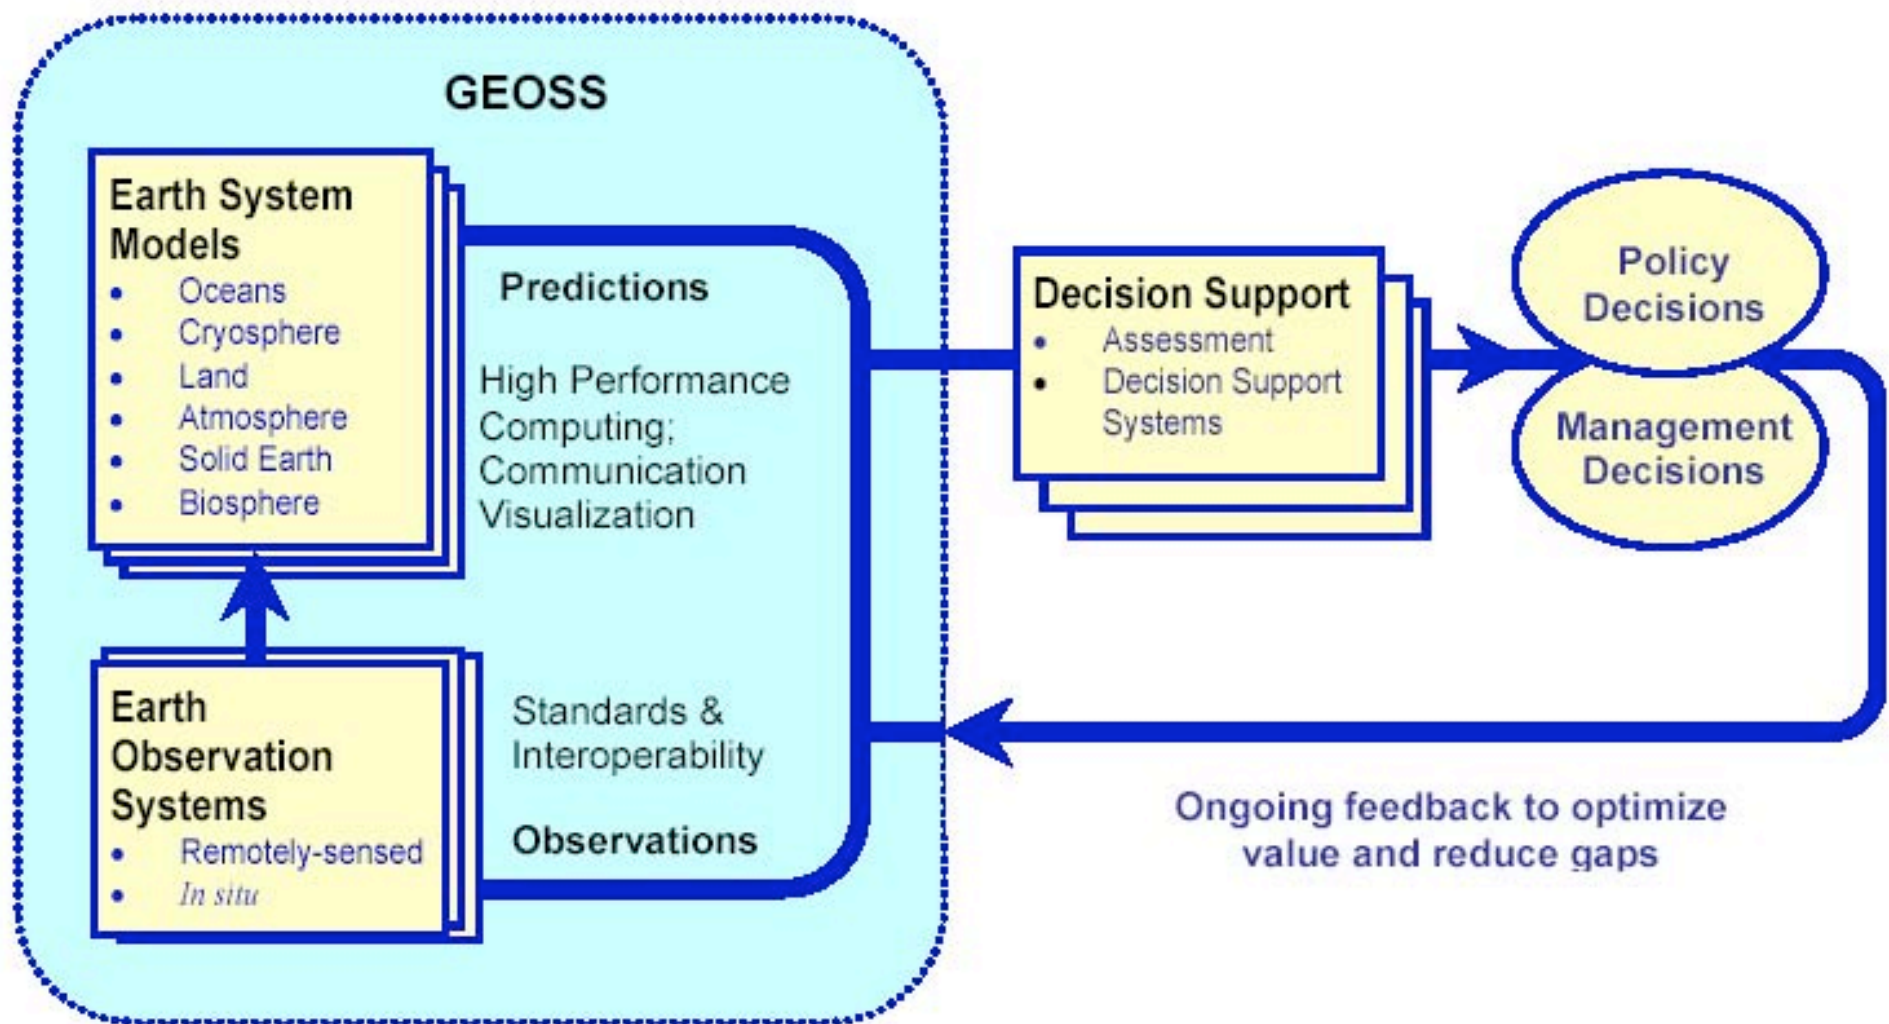 GEOSS
Earth System
Models
• Oceans
• Cryosphere
• Land
• Atmosphere
• Solid Earth
• Biosphere
Predictions
High Performance
Computing;
Communication
Visualization
Earth
Observation
Systems
• Remotely-sensed
• In situ
Standards &
Interoperability
Observations
Decision Support
• Assessment
• Decision Support
Systems
Policy
Decisions
Management
Decisions
Ongoing feedback to optimize
value and reduce gaps